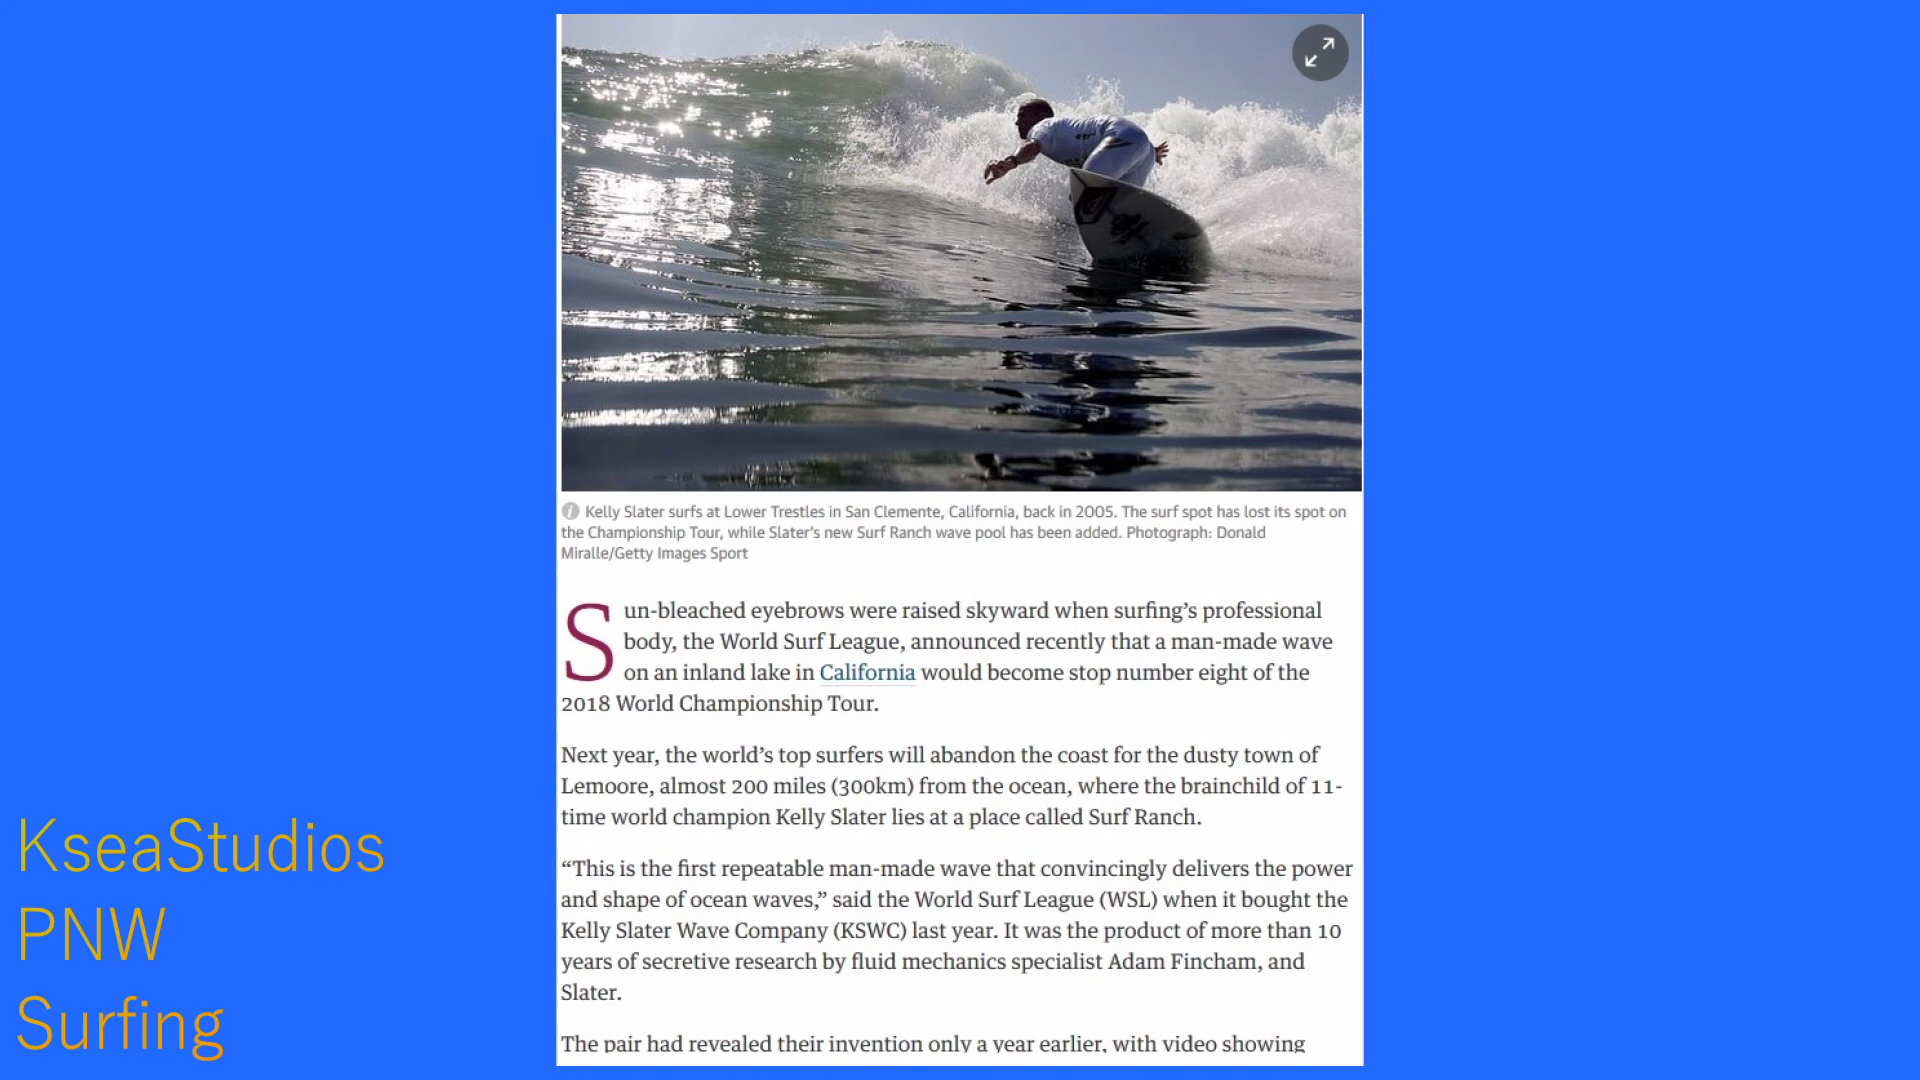 Kelly Slater surfs at Lower Trestles in San Clemente, California, back in 2005. The surf spot has lost its spot on
the Championship Tour, while Slater’s new Surf Ranch wave pool has been added. Photograph: Donald
Miralle/Getty Images Sport
Sun-bleached eyebrows were raised skyward when surfing’s professional
body, the World Surf League, announced recently that a man-made wave
on an inland lake in California would become stop number eight of the
2018 World Championship Tour.
Next year, the world’s top surfers will abandon the coast for the dusty town of
Lemoore, almost 200 miles (300km) from the ocean, where the brainchild of 11-
time world champion Kelly Slater lies at a place called Surf Ranch.
“This is the first repeatable man-made wave that convincingly delivers the power
and shape of ocean waves,” said the World Surf League (WSL) when it bought the
Kelly Slater Wave Company (KSWC) last year. It was the product of more than 10
years of secretive research by fluid mechanics specialist Adam Fincham, and
Slater.
The pair had revealed their invention only a year earlier, with video showing
KseaStudios
PNW
Surfing